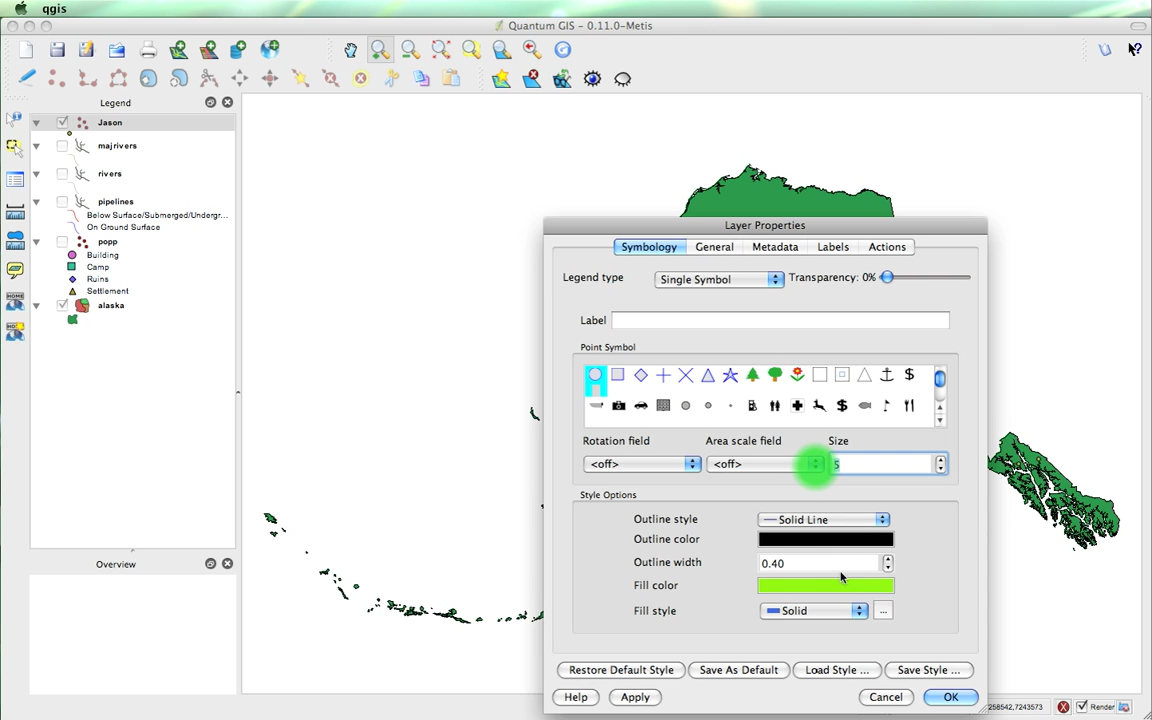 qgis
Quantum GIS - 0.11.0-Metis
Legend
Jason
majrivers
rivers
pipelines
Below Surface/Submerged/Undergr...
On Ground Surface
popp
Building
Camp
Ruins
Settlement
alaska
Overview
Layer Properties
Symbology General Metadata Labels Actions
Legend type Single Symbol Transparency: 0%
Label
Point Symbol
Rotation field Area scale field Size
<off> <off> 5
Style Options
Outline style Solid Line
Outline color
Outline width 0.40
Fill color
Fill style Solid ...
Restore Default Style Save As Default Load Style ... Save Style ...
Help Apply Cancel OK
258542,7243573 Render